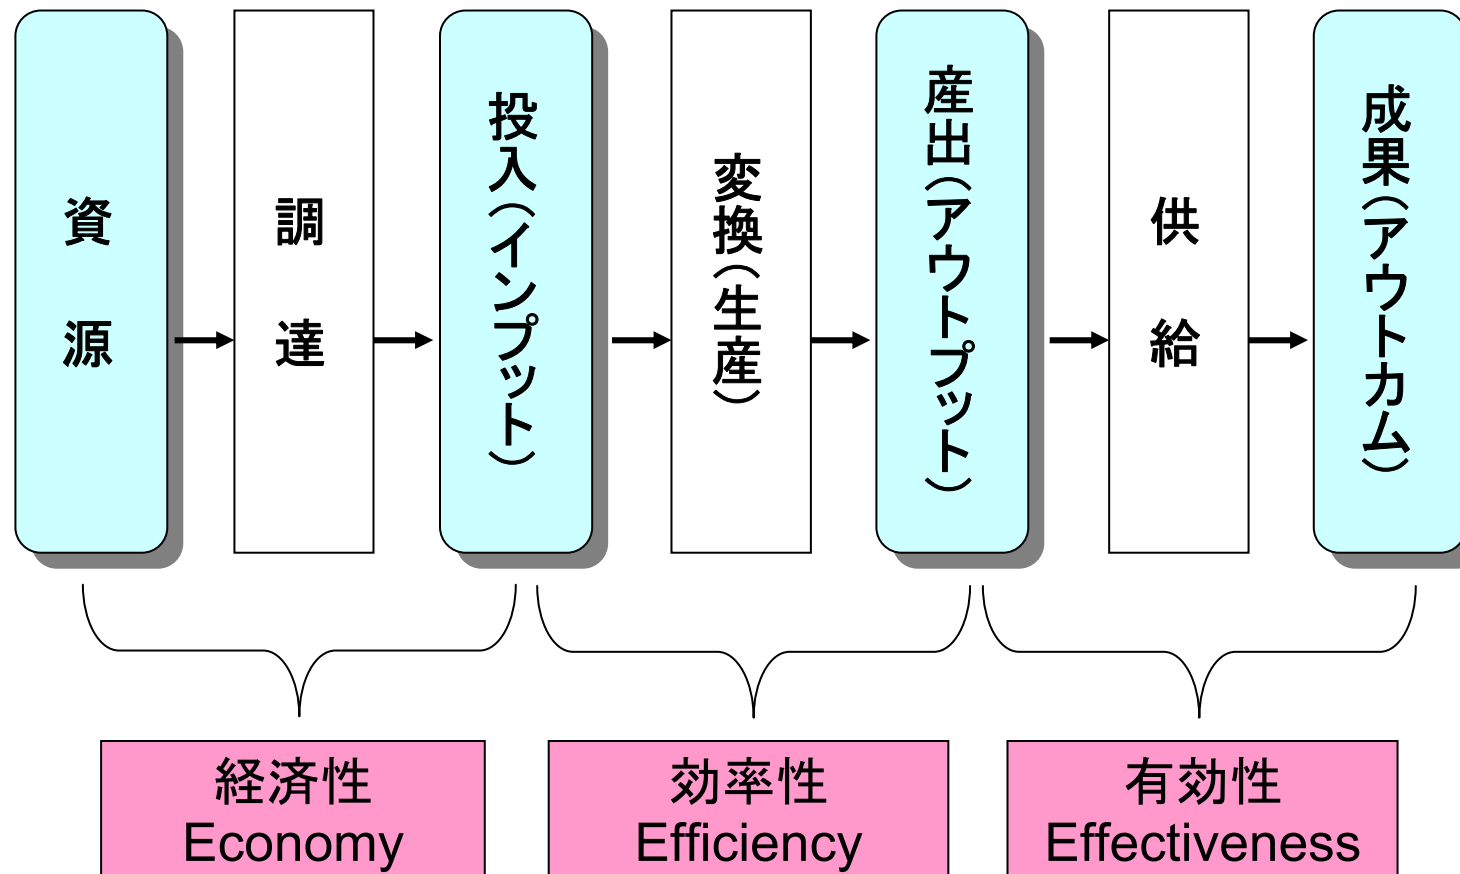 資源
調達
投入（インプット）
変換（生産）
産出（アウトプット）
供給
成果（アウトカム）
経済性
Economy
効率性
Efficiency
有効性
Effectiveness